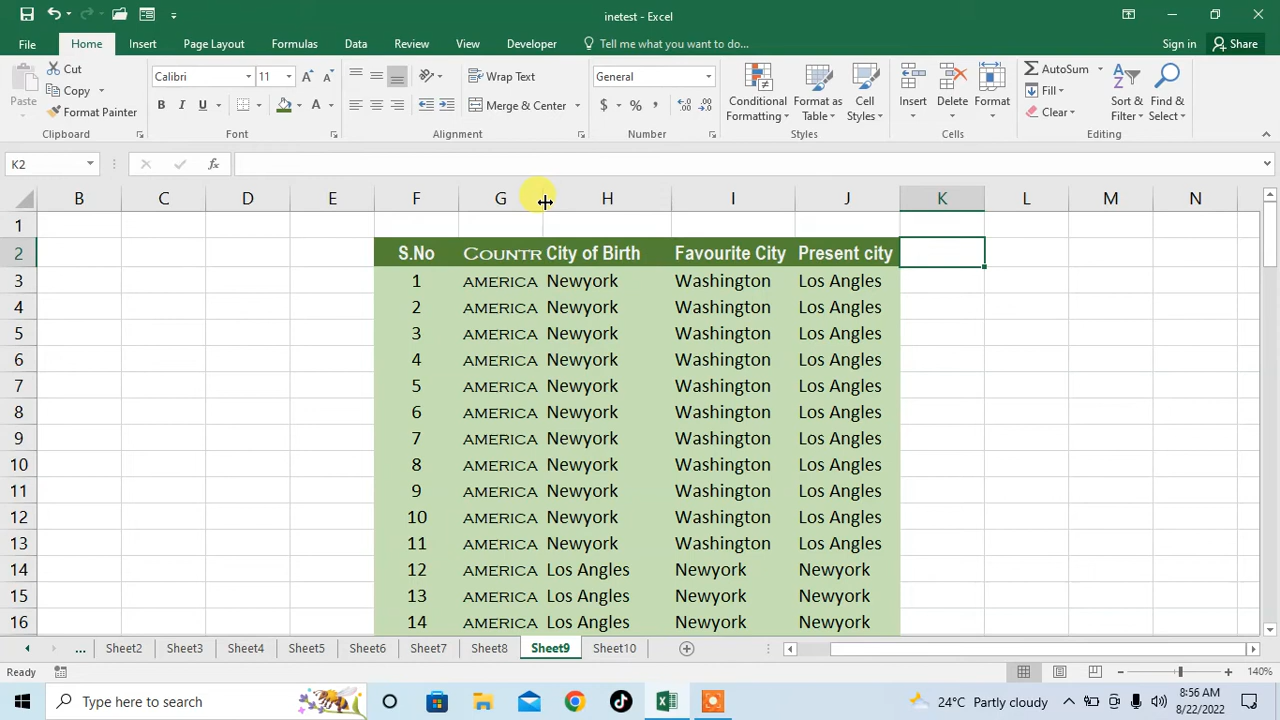 inetest - Excel
File Home Insert Page Layout Formulas Data Review View Developer Tell me what you want to do... Sign in Share
Paste Cut Copy Format Painter Clipboard
Calibri 11 B I U A Font
Wrap Text Merge & Center Alignment
General $ % , Number
Conditional Formatting Format as Table Cell Styles Styles
Insert Delete Format Cells
AutoSum Fill Clear Sort & Filter Find & Select Editing
K2 fx
B C D E F G H I J K L M N
1
2 S.No Countr City of Birth Favourite City Present city
3 1 AMERICA Newyork Washington Los Angles
4 2 AMERICA Newyork Washington Los Angles
5 3 AMERICA Newyork Washington Los Angles
6 4 AMERICA Newyork Washington Los Angles
7 5 AMERICA Newyork Washington Los Angles
8 6 AMERICA Newyork Washington Los Angles
9 7 AMERICA Newyork Washington Los Angles
10 8 AMERICA Newyork Washington Los Angles
11 9 AMERICA Newyork Washington Los Angles
12 10 AMERICA Newyork Washington Los Angles
13 11 AMERICA Newyork Washington Los Angles
14 12 AMERICA Los Angles Newyork Newyork
15 13 AMERICA Los Angles Newyork Newyork
16 14 AMERICA Los Angles Newyork Newyork
... Sheet2 Sheet3 Sheet4 Sheet5 Sheet6 Sheet7 Sheet8 Sheet9 Sheet10
Ready 140%
Type here to search 24°C Partly cloudy 8:56 AM
8/22/2022